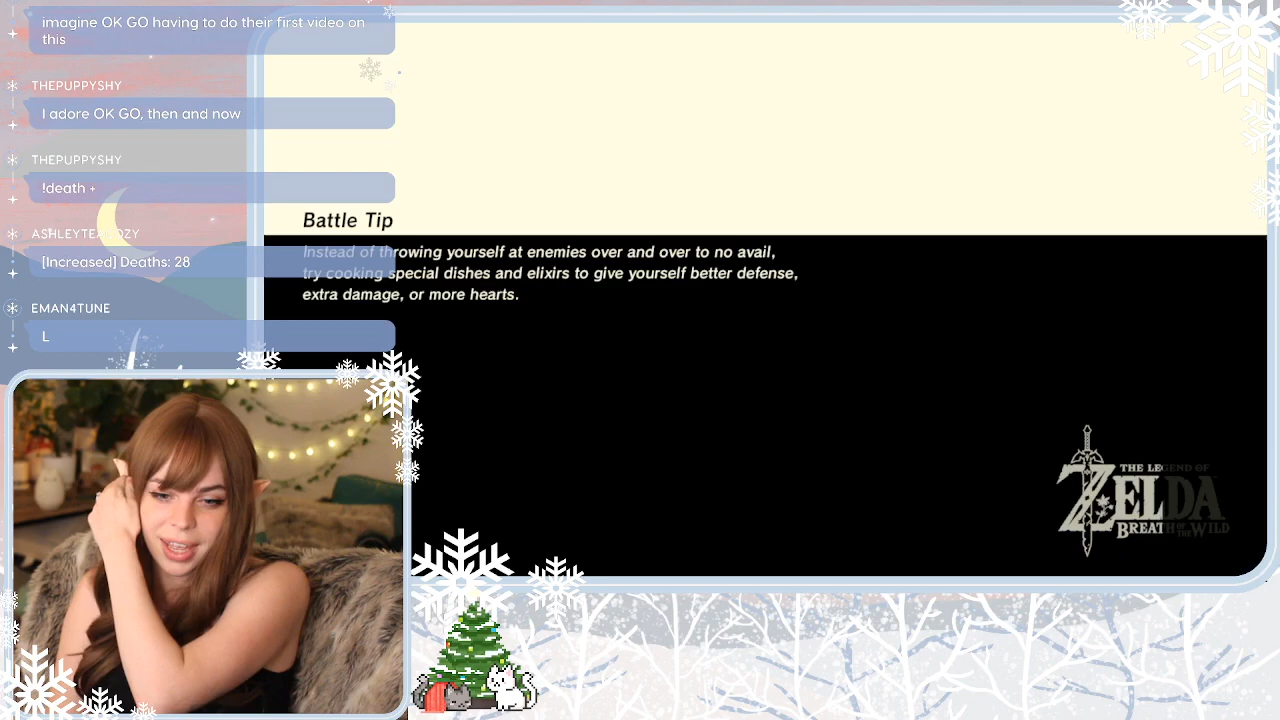 imagine OK GO having to do their first video on
this
THEPUPPYSHY
I adore OK GO, then and now
THEPUPPYSHY
!death +
[Increased] Deaths: 28
EMAN4TUNE
L
Battle Tip
Instead of throwing yourself at enemies over and over to no avail,
try cooking special dishes and elixirs to give yourself better defense,
extra damage, or more hearts.
THE LEGEND OF
ZELDA
BREATH OF THE WILD